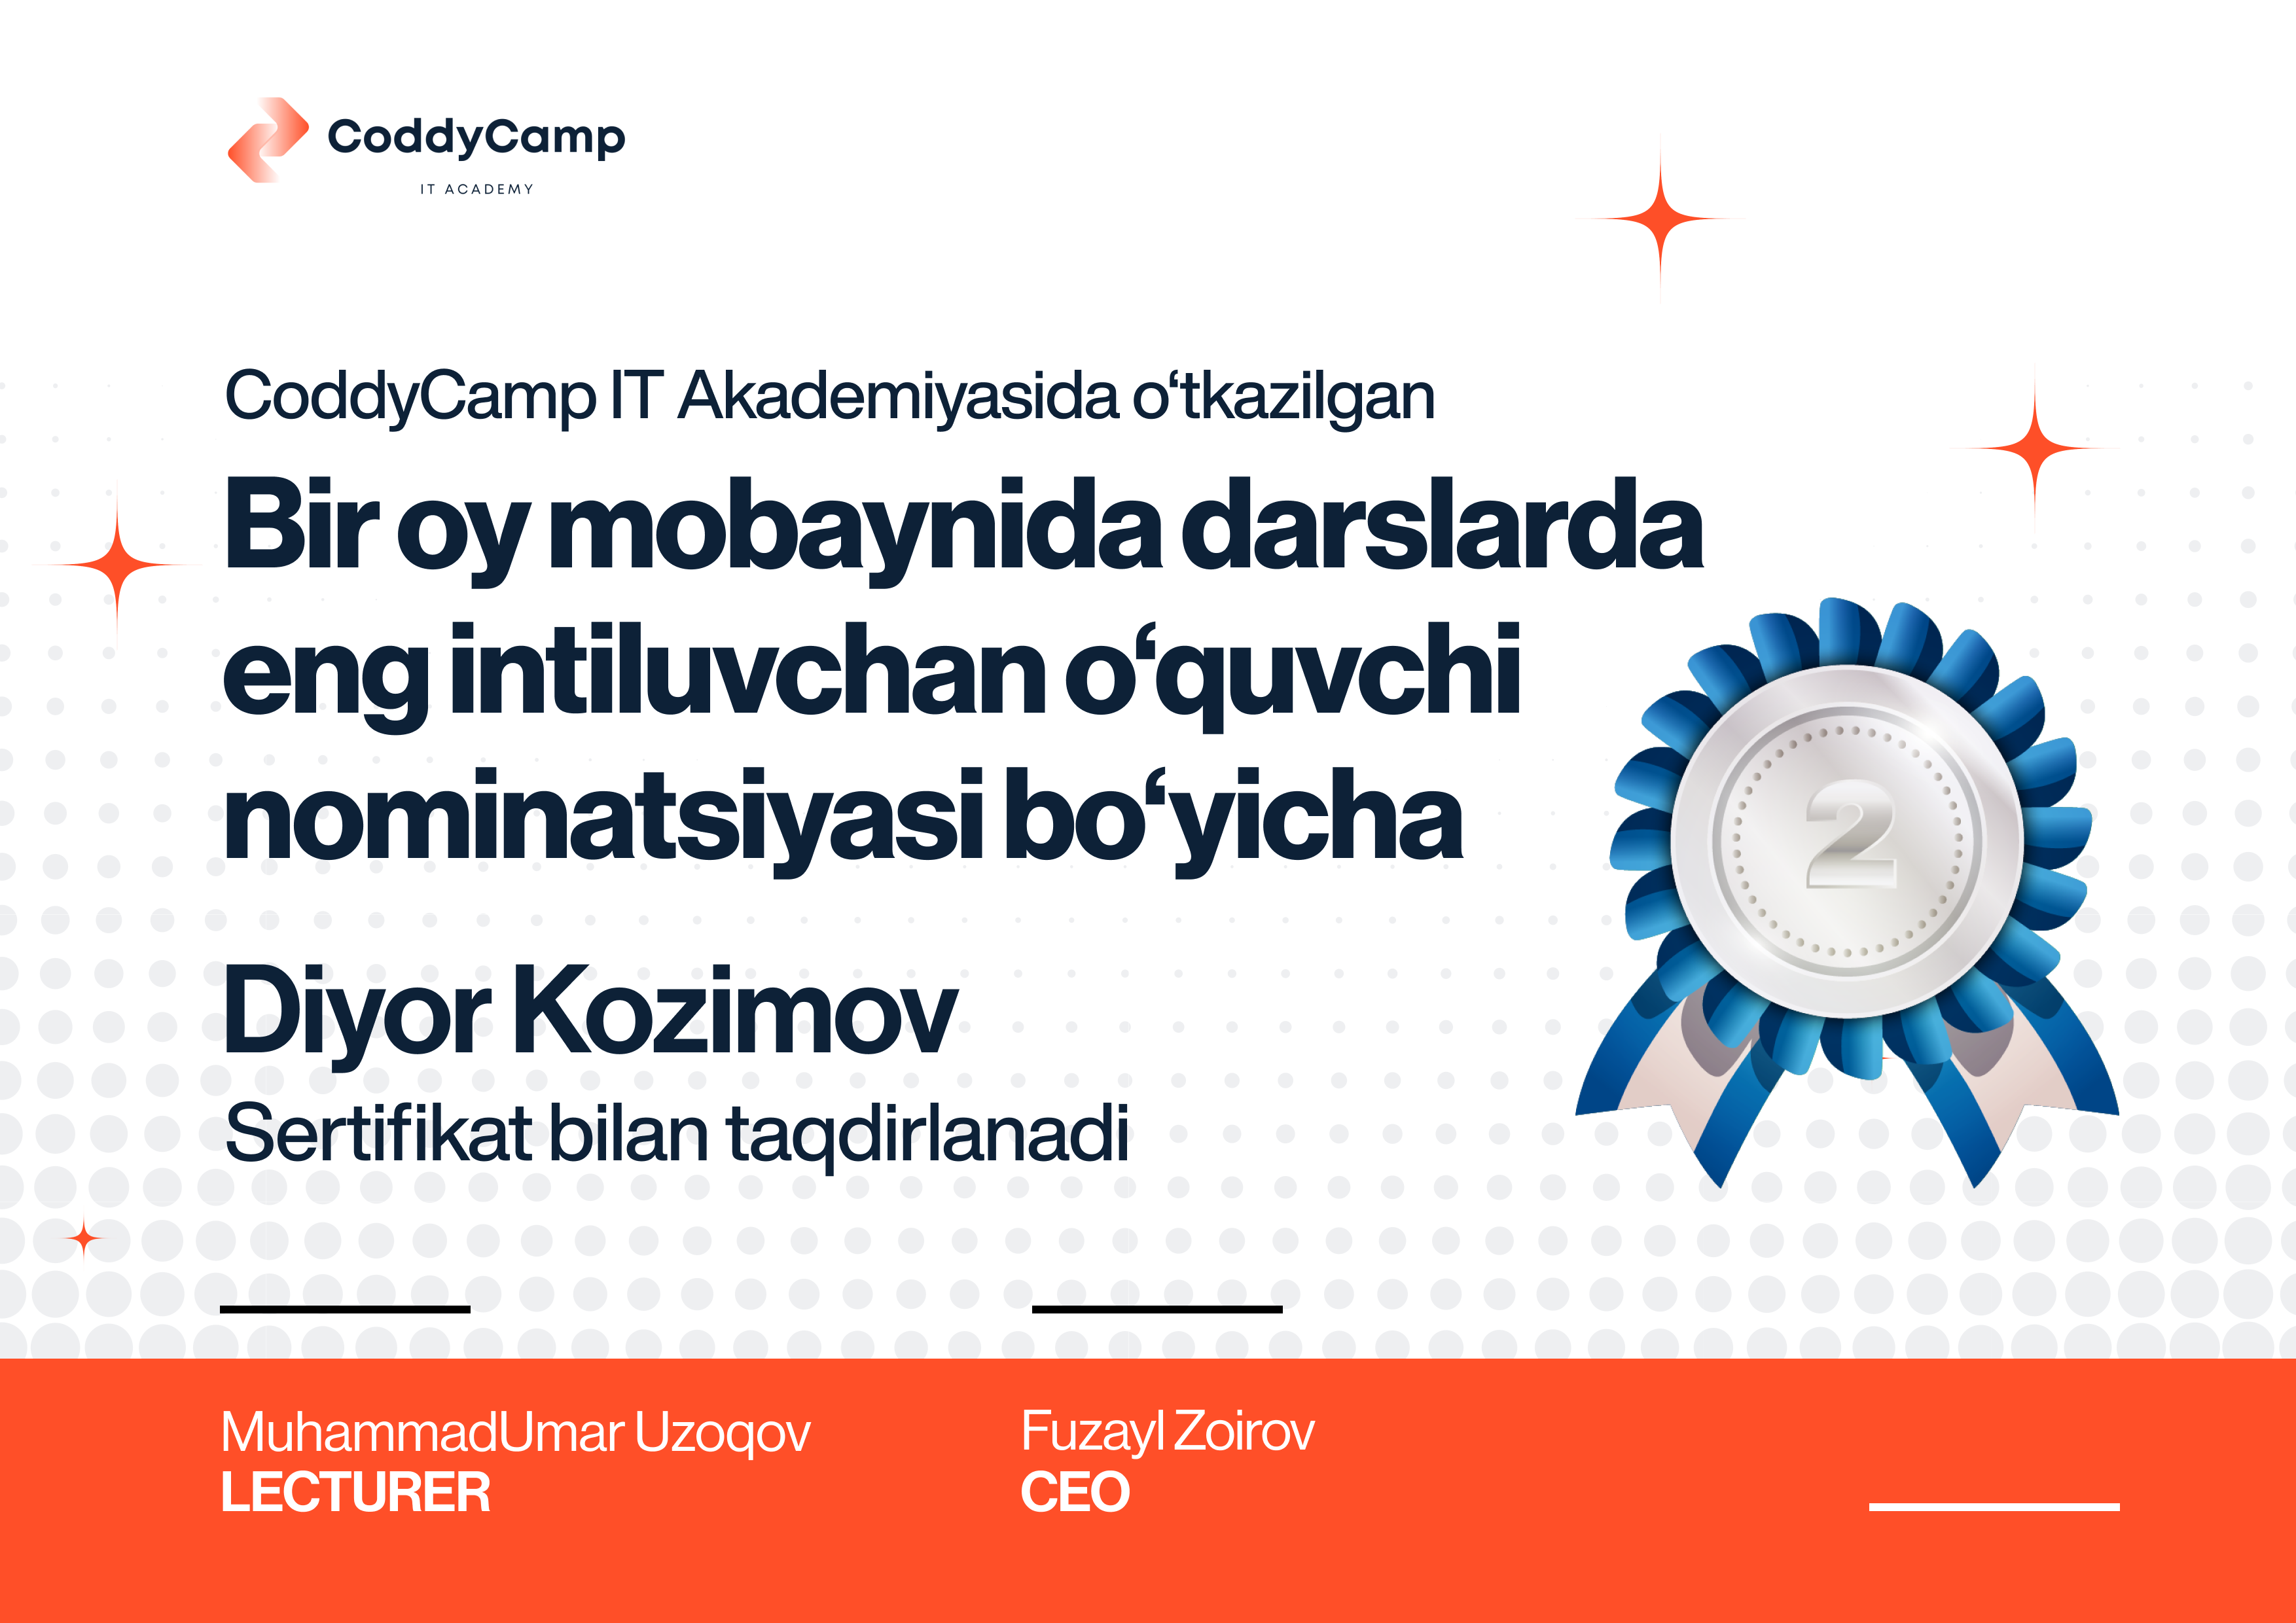 CoddyCamp
IT ACADEMY
CoddyCamp IT Akademiyasida o‘tkazilgan
Bir oy mobaynida darslarda
eng intiluvchan o‘quvchi
nominatsiyasi bo‘yicha
2
Diyor Kozimov
Sertifikat bilan taqdirlanadi
MuhammadUmar Uzoqov
LECTURER
Fuzayl Zoirov
CEO